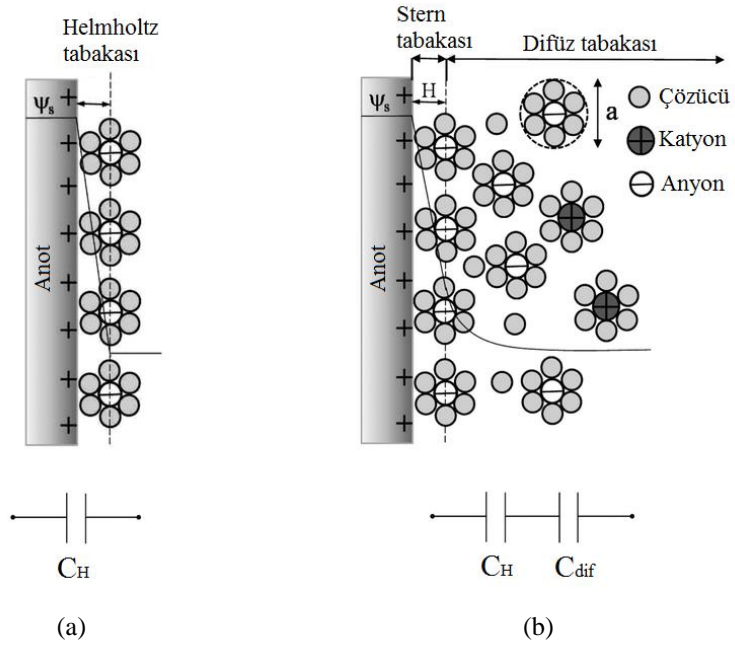 Helmholtz
tabakası
ψs
Anot
CH
(a)
Stern
tabakası
Difüz tabakası
H
ψs
a
Çözücü
Katyon
Anyon
Anot
CH
Cdif
(b)